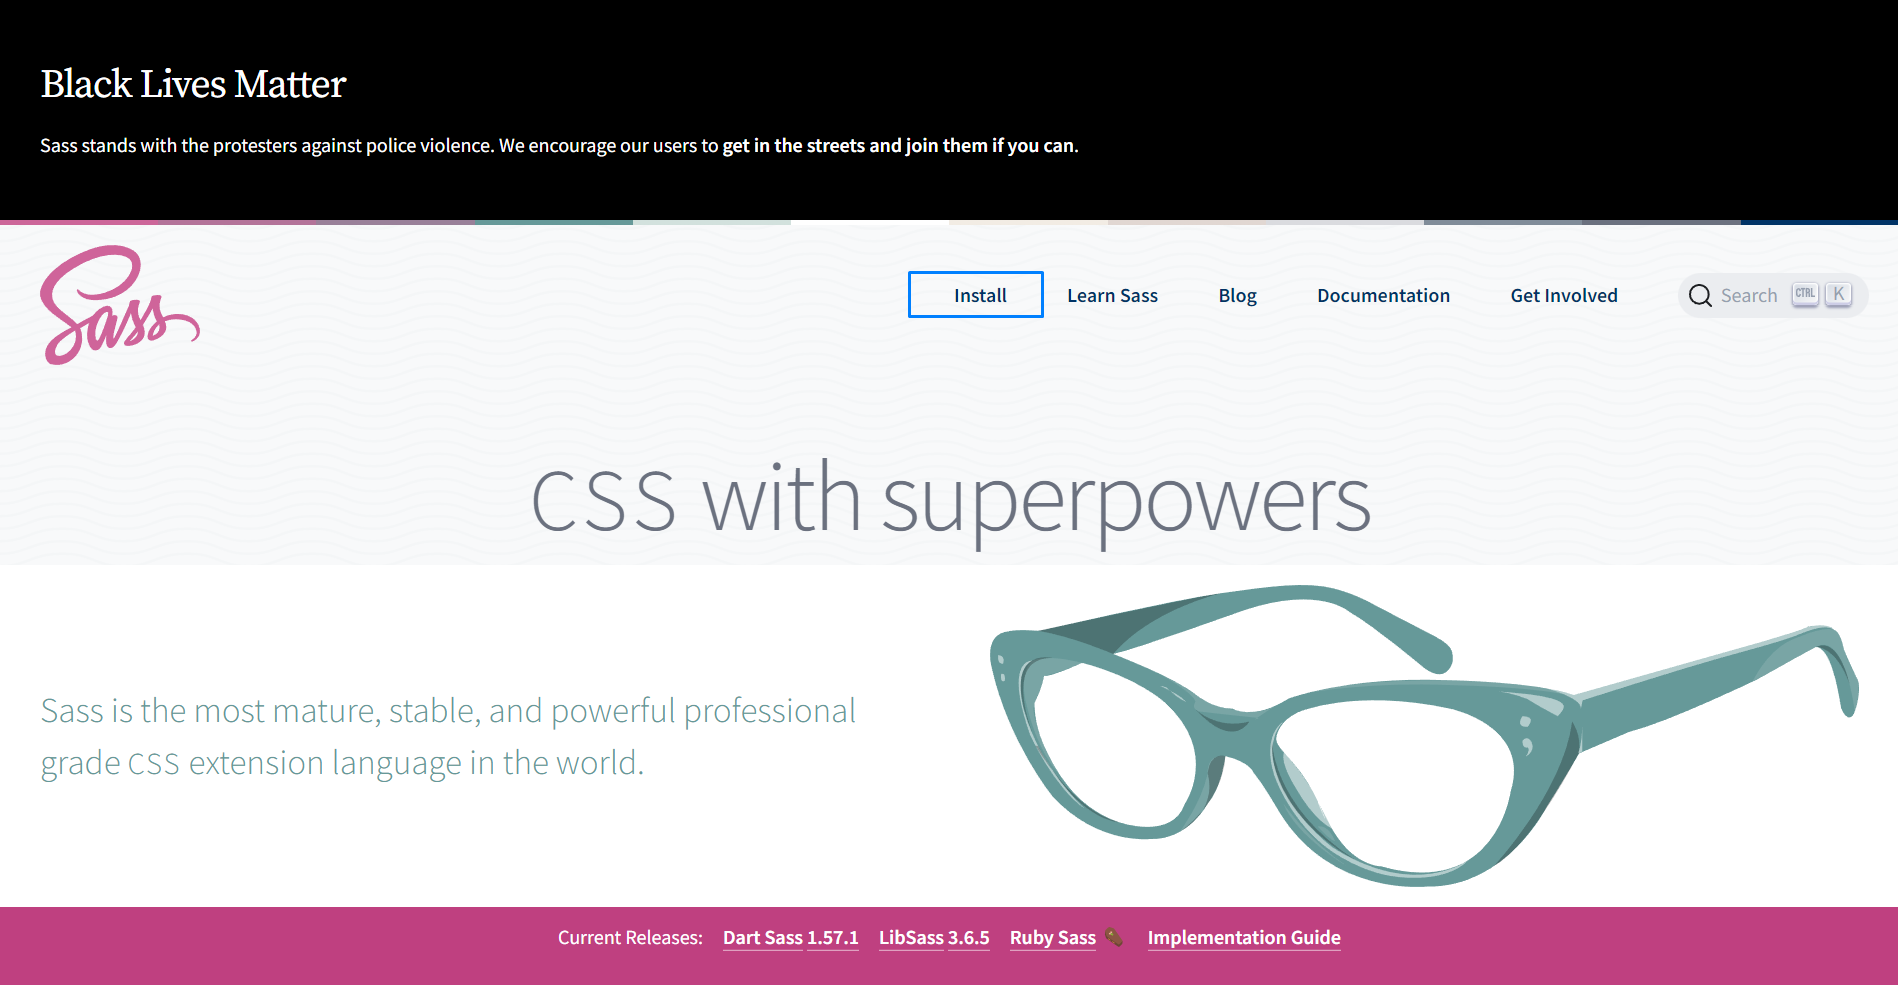 Black Lives Matter
Sass stands with the protesters against police violence. We encourage our users to get in the streets and join them if you can.
Sass
Install
Learn Sass
Blog
Documentation
Get Involved
Search CTRL K
CSS with superpowers
Sass is the most mature, stable, and powerful professional
grade CSS extension language in the world.
Current Releases: Dart Sass 1.57.1 LibSass 3.6.5 Ruby Sass ⚰ Implementation Guide